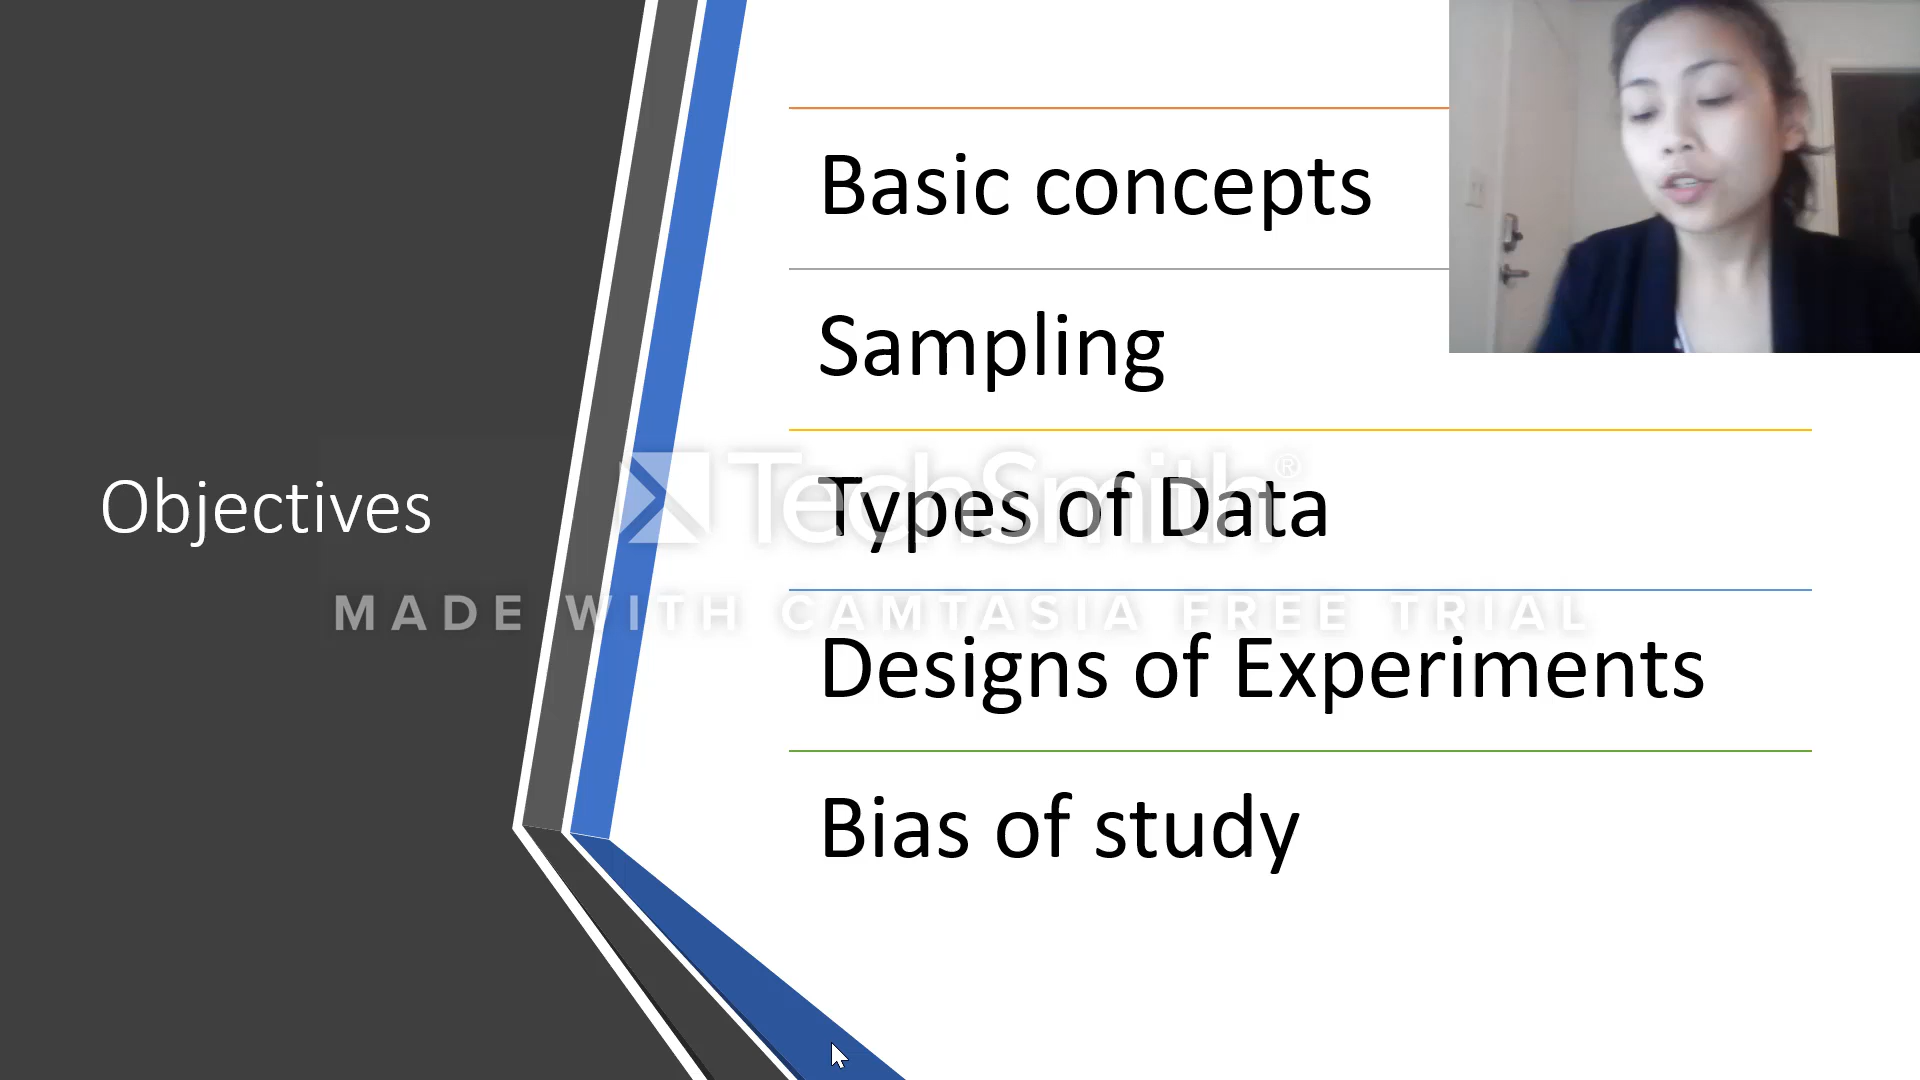 Basic concepts
Sampling
TechSmith®
Objectives
Types of Data
MADE WITH CAMTASIA FREE TRIAL
Designs of Experiments
Bias of study